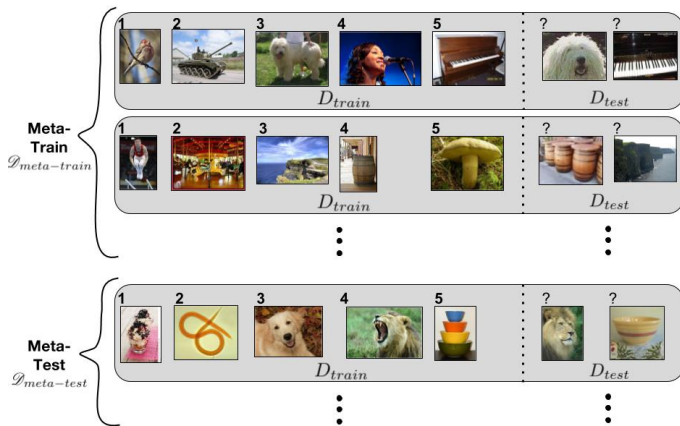 1 2 3 4 5 ? ?
D_train D_test
Meta-
Train
𝒟_meta−train
1 2 3 4 5 ? ?
D_train D_test
1 2 3 4 5 ? ?
Meta-
Test
𝒟_meta−test
D_train D_test